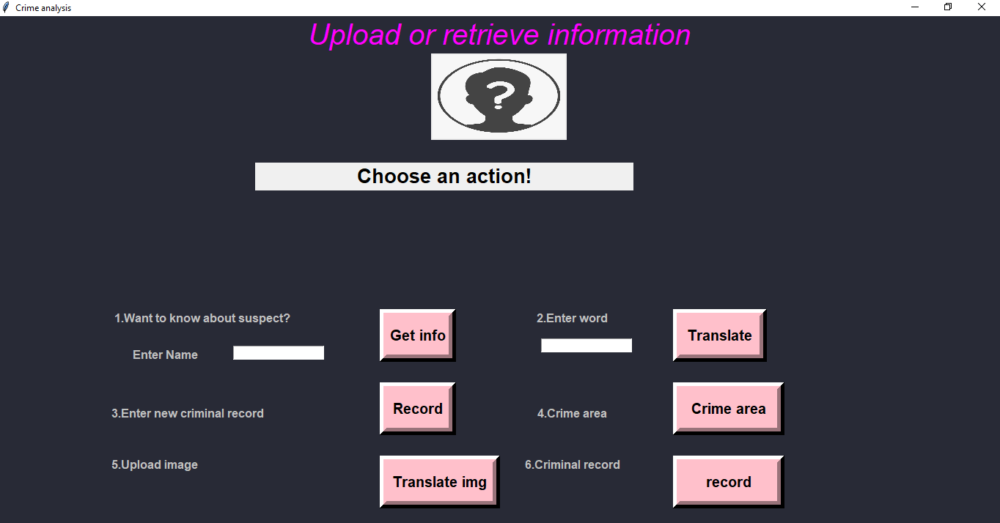 Crime analysis
Upload or retrieve information
?
Choose an action!
1.Want to know about suspect?
Get info
2.Enter word
Translate
Enter Name
3.Enter new criminal record
Record
4.Crime area
Crime area
5.Upload image
Translate img
6.Criminal record
record